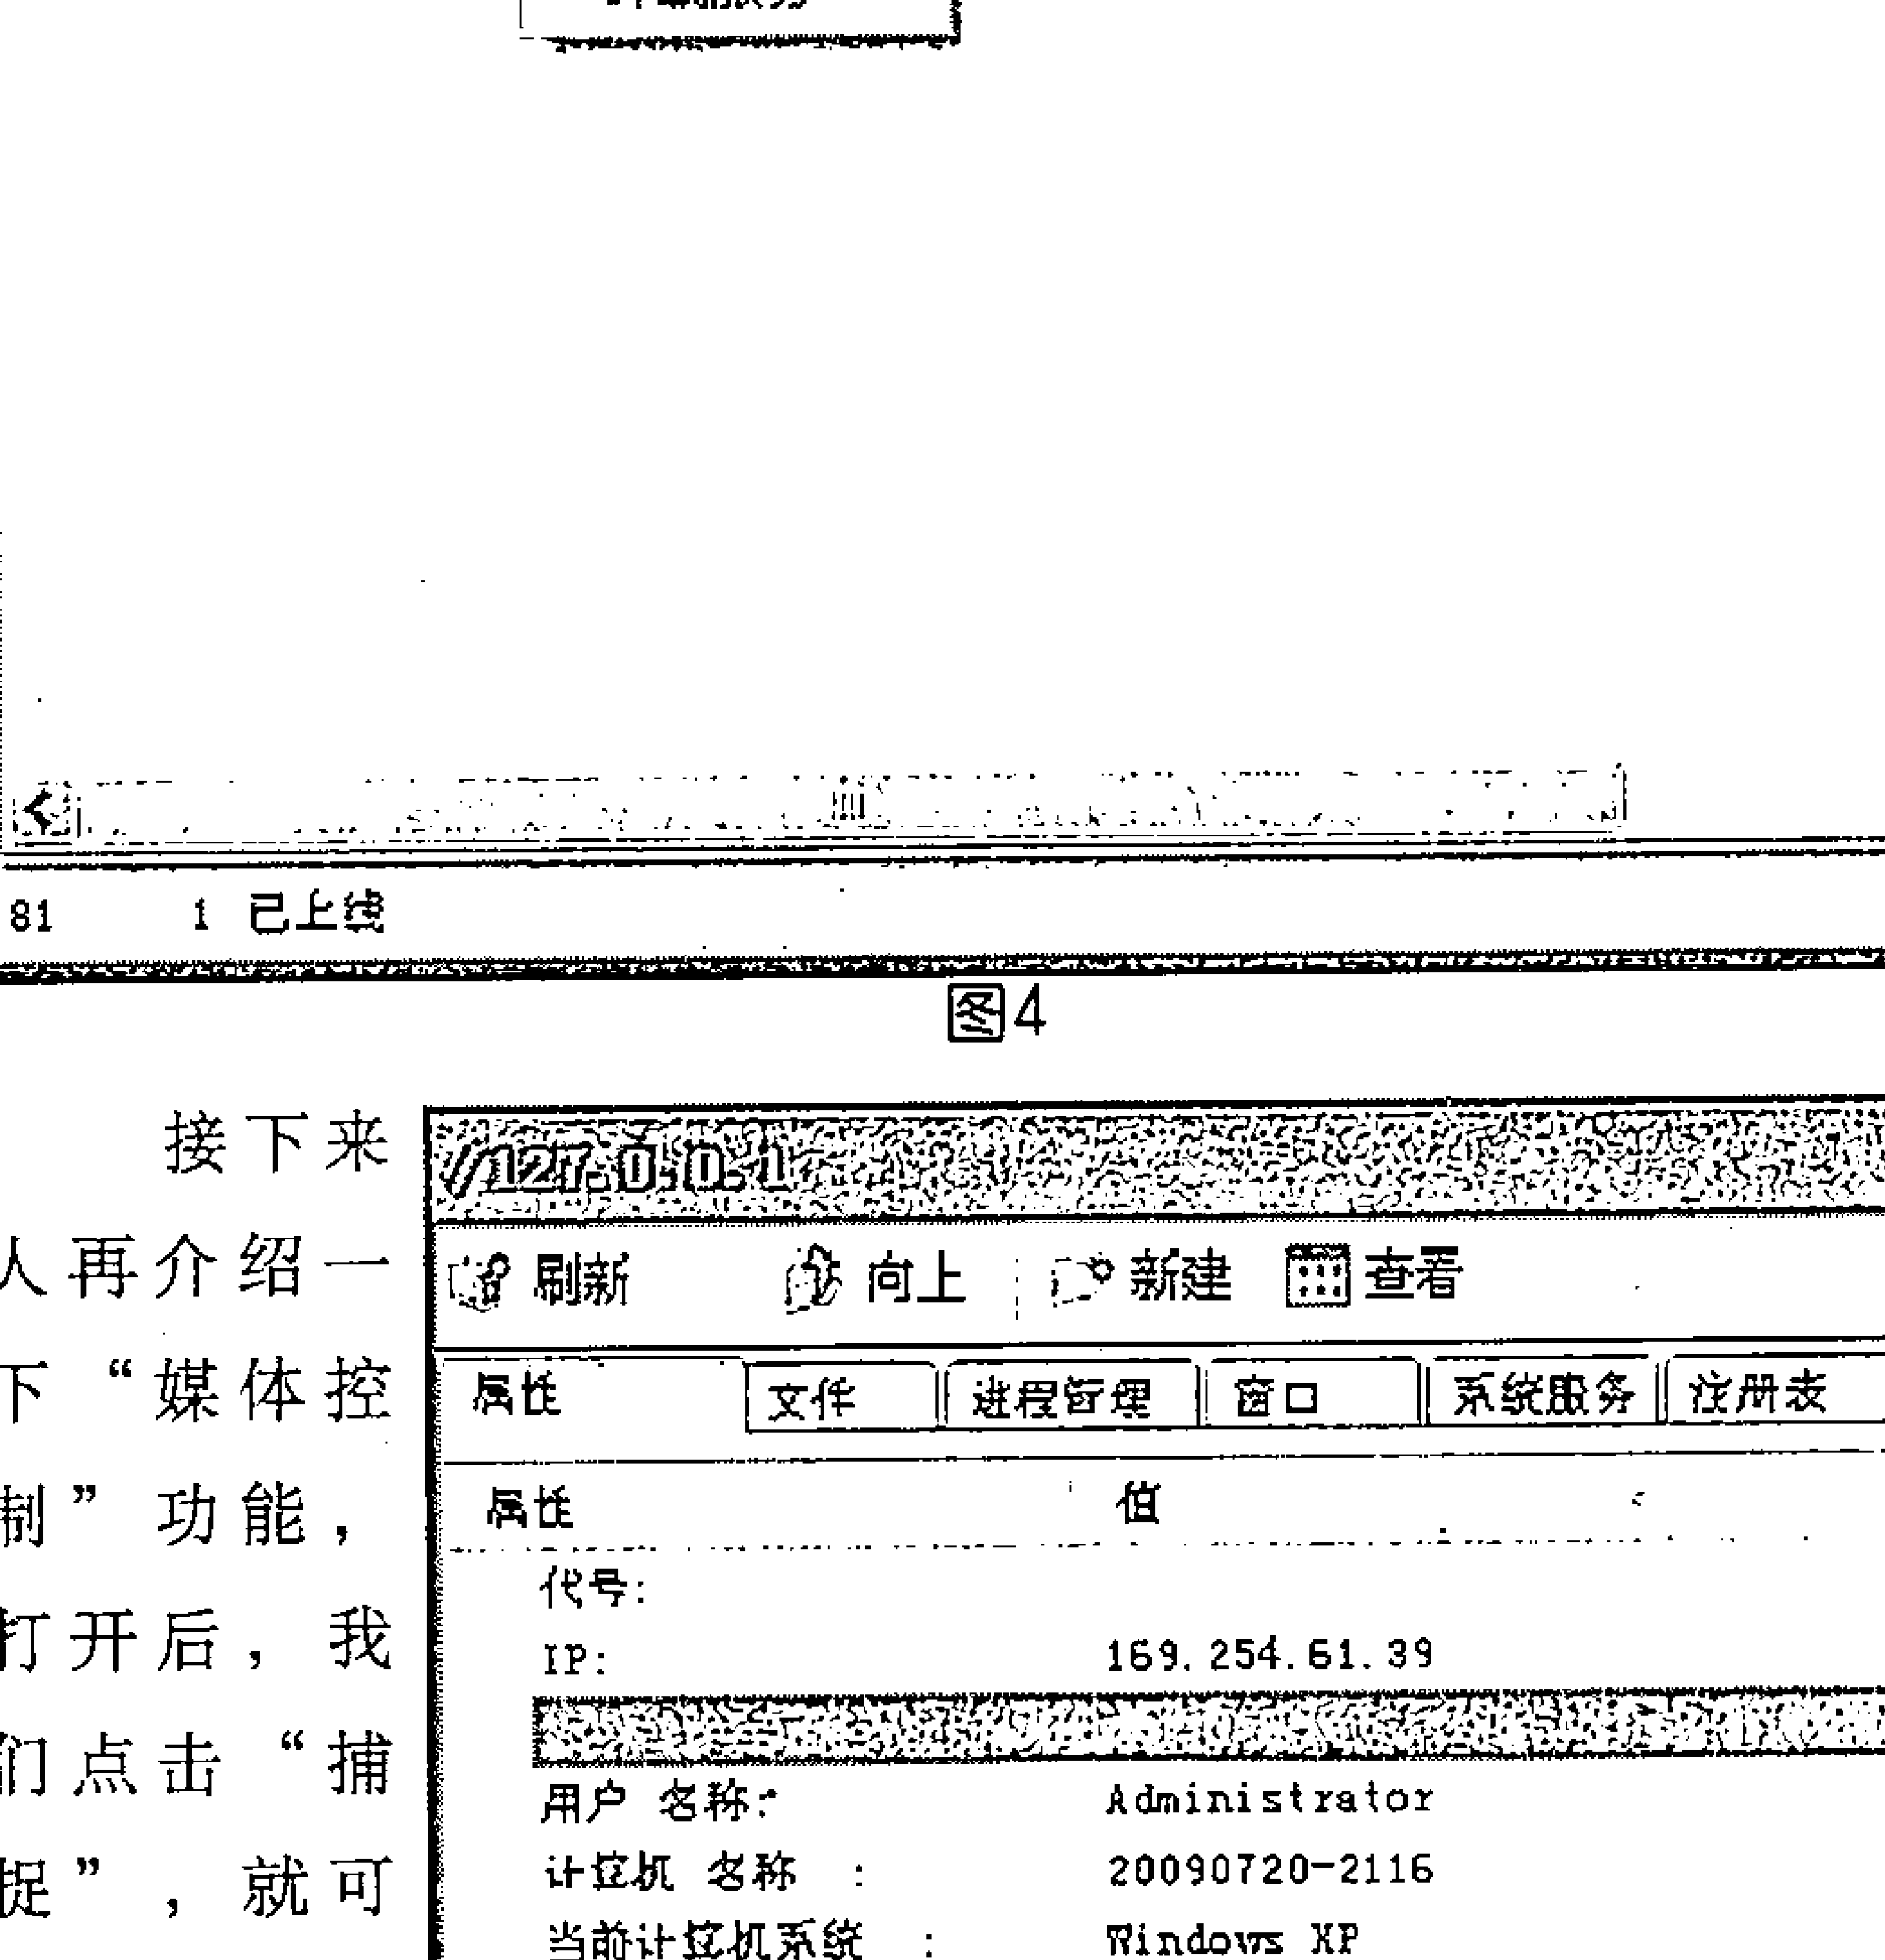 81 1 已上线
图4
接下来
人再介绍一
下“媒体控
制”功能，
打开后，我
们点击“捕
捉”，就可
//127.0.0.1
刷新 向上 新建 查看
属性 文件 进程管理 窗口 系统服务 注册表
属性 值
代号:
IP: 169.254.61.39
用户 名称: Administrator
计算机 名称 : 20090720-2116
当前计算机系统 : Windows XP